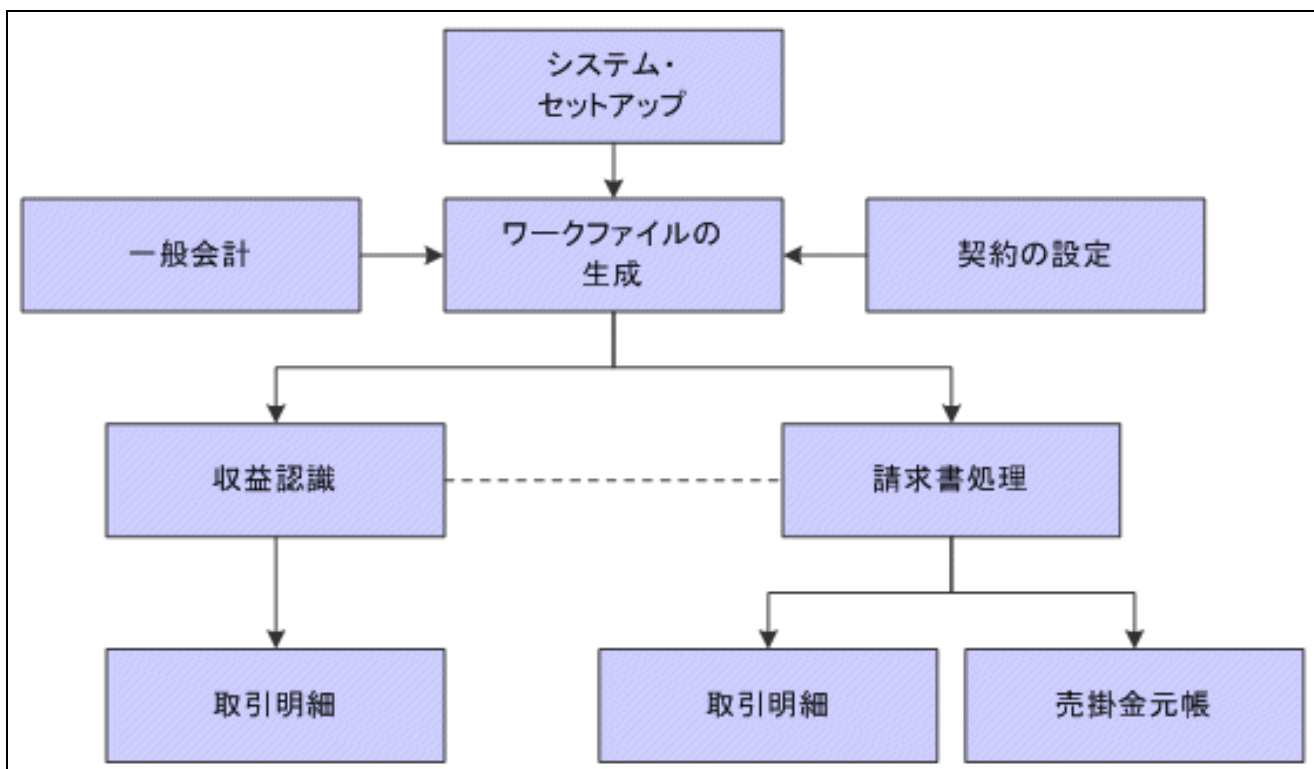 システム・
セットアップ
一般会計
ワークファイルの
生成
契約の設定
収益認識
請求書処理
取引明細
取引明細
売掛金元帳